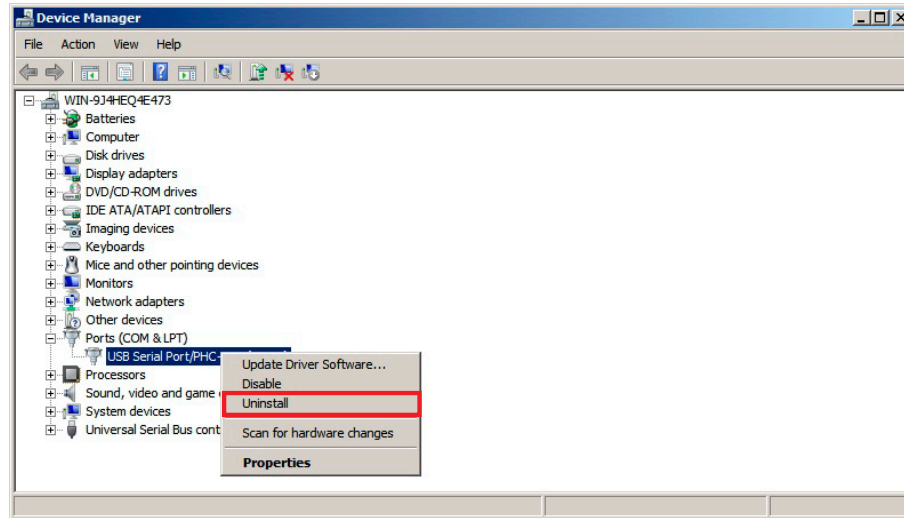 Device Manager
File Action View Help
WIN-9J4HEQ4E473
Batteries
Computer
Disk drives
Display adapters
DVD/CD-ROM drives
IDE ATA/ATAPI controllers
Imaging devices
Keyboards
Mice and other pointing devices
Monitors
Network adapters
Other devices
Ports (COM & LPT)
USB Serial Port/PHC-
Processors
Sound, video and game
System devices
Universal Serial Bus cont
Update Driver Software...
Disable
Uninstall
Scan for hardware changes
Properties